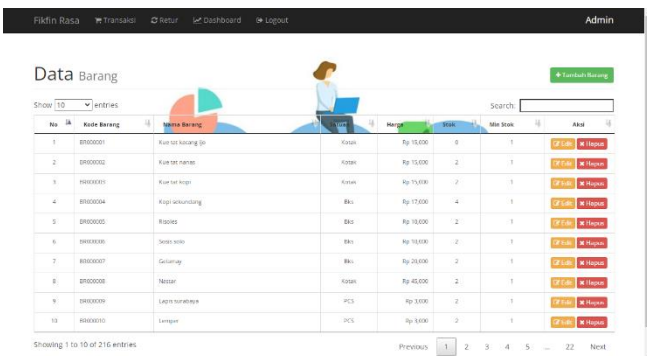 Fikfin Rasa Transaksi Retur Dashboard Logout Admin
Data Barang
Tambah Barang
Show 10 entries Search:
No Kode Barang Nama Barang Satuan Harga Stok Min Stok Aksi
1 BR000001 Kue tat kacang ijo Kotak Rp 15,000 0 1 Edit Hapus
2 BR000002 Kue tat nanas Kotak Rp 15,000 2 1 Edit Hapus
3 BR000003 Kue tat kopi Kotak Rp 15,000 2 1 Edit Hapus
4 BR000004 Kopi sekundang Bks Rp 17,000 4 1 Edit Hapus
5 BR000005 Risoles Bks Rp 10,000 2 1 Edit Hapus
6 BR000006 Sosis solo Bks Rp 10,000 2 1 Edit Hapus
7 BR000007 Bks Rp 20,000 2 1 Edit Hapus
8 BR000008 Nastar Kotak Rp 45,000 2 1 Edit Hapus
9 BR000009 Lapis surabaya PCS Rp 3,000 2 1 Edit Hapus
10 BR000010 Lemper PCS Rp 3,000 2 1 Edit Hapus
Showing 1 to 10 of 216 entries Previous 1 2 3 4 5 ... 22 Next